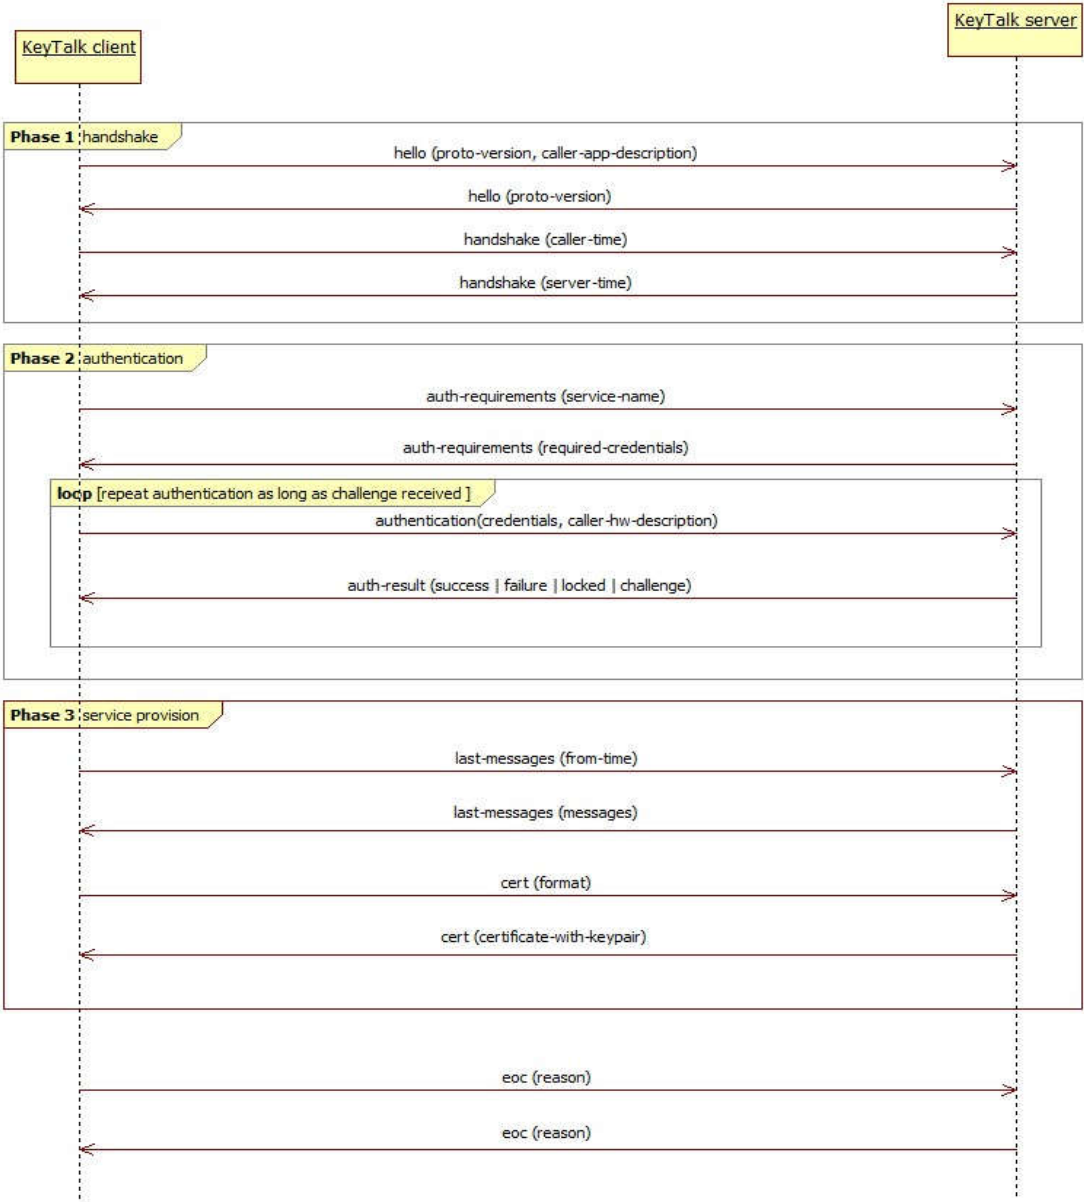 KeyTalk client
KeyTalk server
Phase 1 handshake
hello (proto-version, caller-app-description)
hello (proto-version)
handshake (caller-time)
handshake (server-time)
Phase 2 authentication
auth-requirements (service-name)
auth-requirements (required-credentials)
loop [repeat authentication as long as challenge received ]
authentication(credentials, caller-hw-description)
auth-result (success | failure | locked | challenge)
Phase 3 service provision
last-messages (from-time)
last-messages (messages)
cert (format)
cert (certificate-with-keypair)
eoc (reason)
eoc (reason)